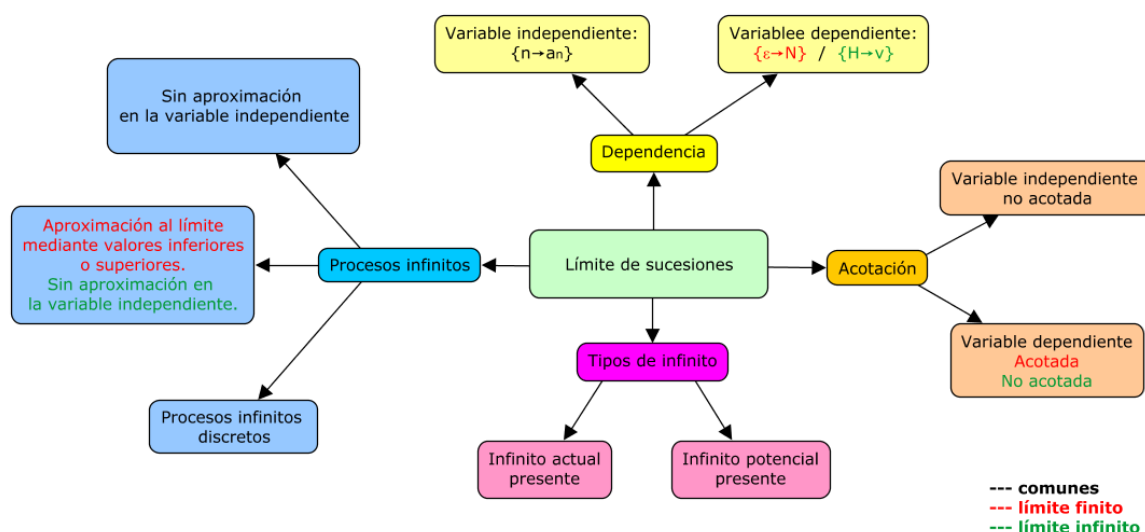 Variable independiente:
{n→an}
Variablee dependiente:
{ε→N} / {H→v}
Sin aproximación
en la variable independiente
Dependencia
Variable independiente
no acotada
Aproximación al límite
mediante valores inferiores
o superiores.
Sin aproximación en
la variable independiente.
Procesos infinitos
Límite de sucesiones
Acotación
Variable dependiente
Acotada
No acotada
Tipos de infinito
Procesos infinitos
discretos
Infinito actual
presente
Infinito potencial
presente
--- comunes
--- límite finito
--- límite infinito